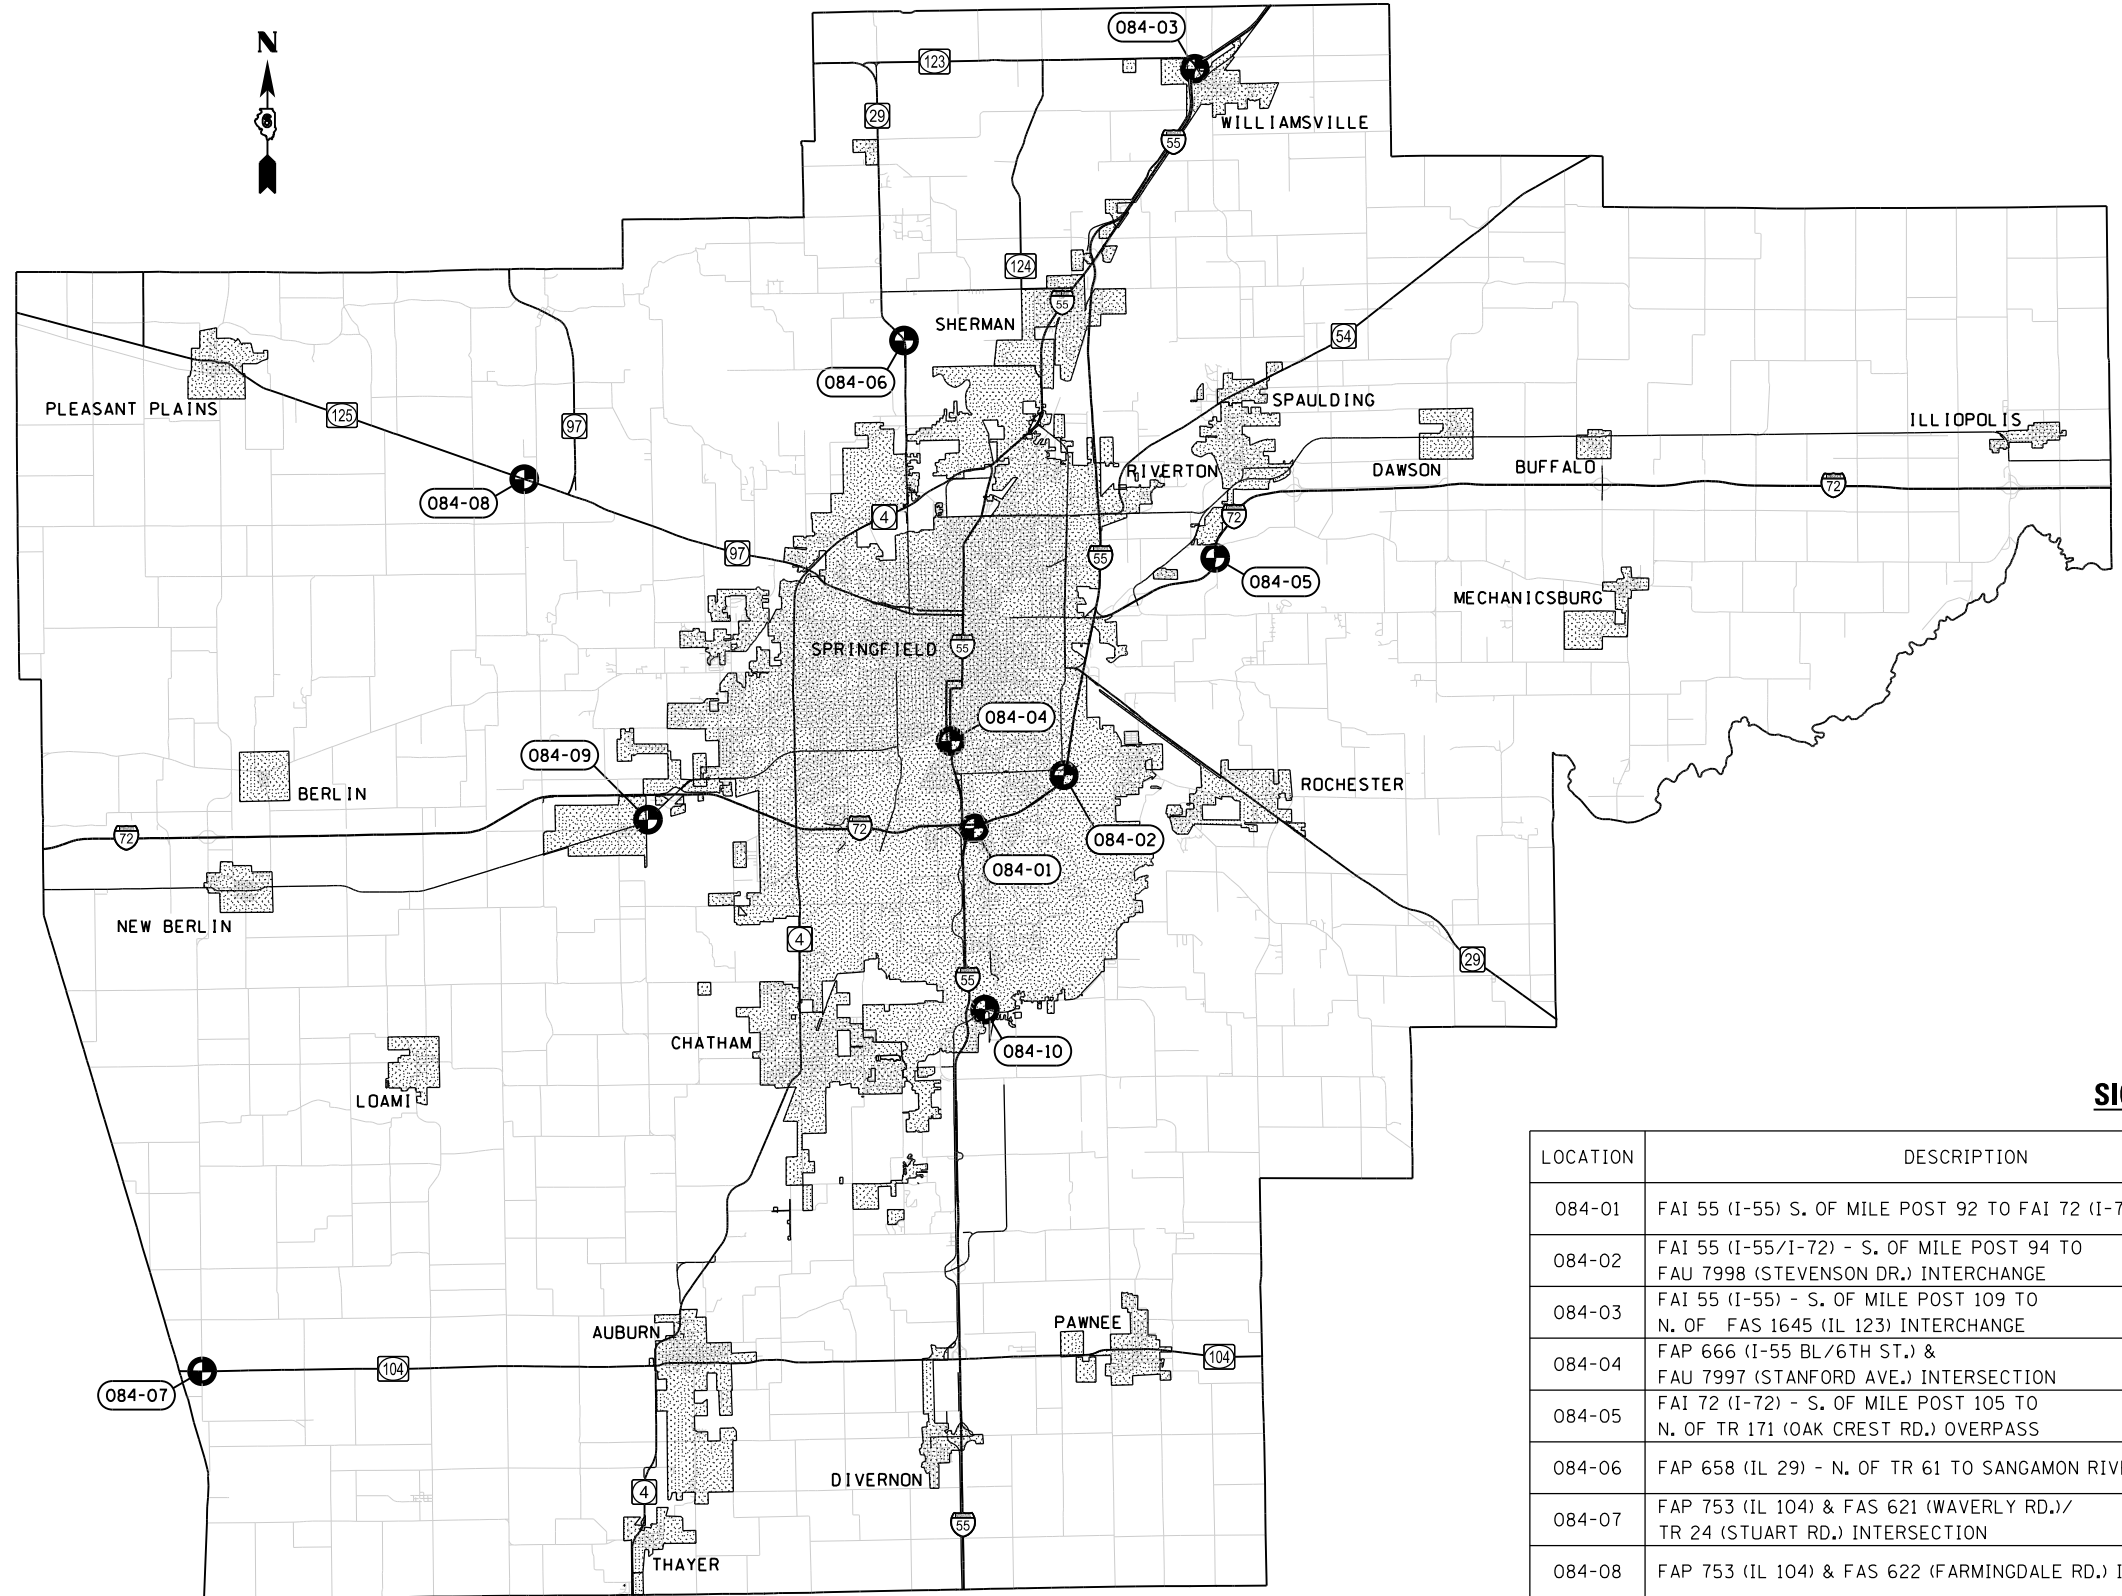 084-03
N
123
29
6
WILLIAMSVILLE
55
124
55
SHERMAN
54
084-06
SPAULDING
PLEASANT PLAINS
125
97
ILLIOPOLIS
RIVERTON
DAWSON
BUFFALO
084-08
72
4
72
97
55
084-05
MECHANICSBURG
SPRINGFIELD
55
084-04
084-09
BERLIN
ROCHESTER
72
72
084-02
084-01
NEW BERLIN
4
29
55
CHATHAM
084-10
LOAMI
AUBURN
PAWNEE
104
104
084-07
DIVERNON
4
55
THAYER
LOCATION DESCRIPTION
084-01 FAI 55 (I-55) S. OF MILE POST 92 TO FAI 72
084-02 FAI 55 (I-55/I-72) - S. OF MILE POST 94 TO
FAU 7998 (STEVENSON DR.) INTERCHANGE
084-03 FAI 55 (I-55) - S. OF MILE POST 109 TO
N. OF FAS 1645 (IL 123) INTERCHANGE
084-04 FAP 666 (I-55 BL/6TH ST.) &
FAU 7997 (STANFORD AVE.) INTERSECTION
084-05 FAI 72 (I-72) - S. OF MILE POST 105 TO
N. OF TR 171 (OAK CREST RD.) OVERPASS
084-06 FAP 658 (IL 29) - N. OF TR 61 TO SANGAMON
084-07 FAP 753 (IL 104) & FAS 621 (WAVERLY RD.)/
TR 24 (STUART RD.) INTERSECTION
084-08 FAP 753 (IL 104) & FAS 622 (FARMINGDALE RD.)